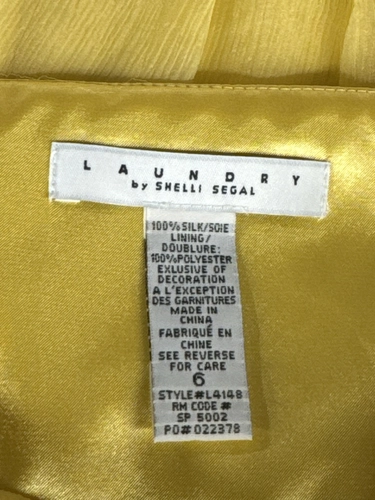 LAUNDRY
by SHELLI SEGAL
100% SILK/SOIE
LINING/
DOUBLURE:
100%POLYESTER
EXLUSIVE OF
DECORATION
A L'EXCEPTION
DES GARNITURES
MADE IN
CHINA
FABRIQUÉ EN
CHINE
SEE REVERSE
FOR CARE
6
STYLE#L4148
RM CODE #
SP 5002
PO# 022378